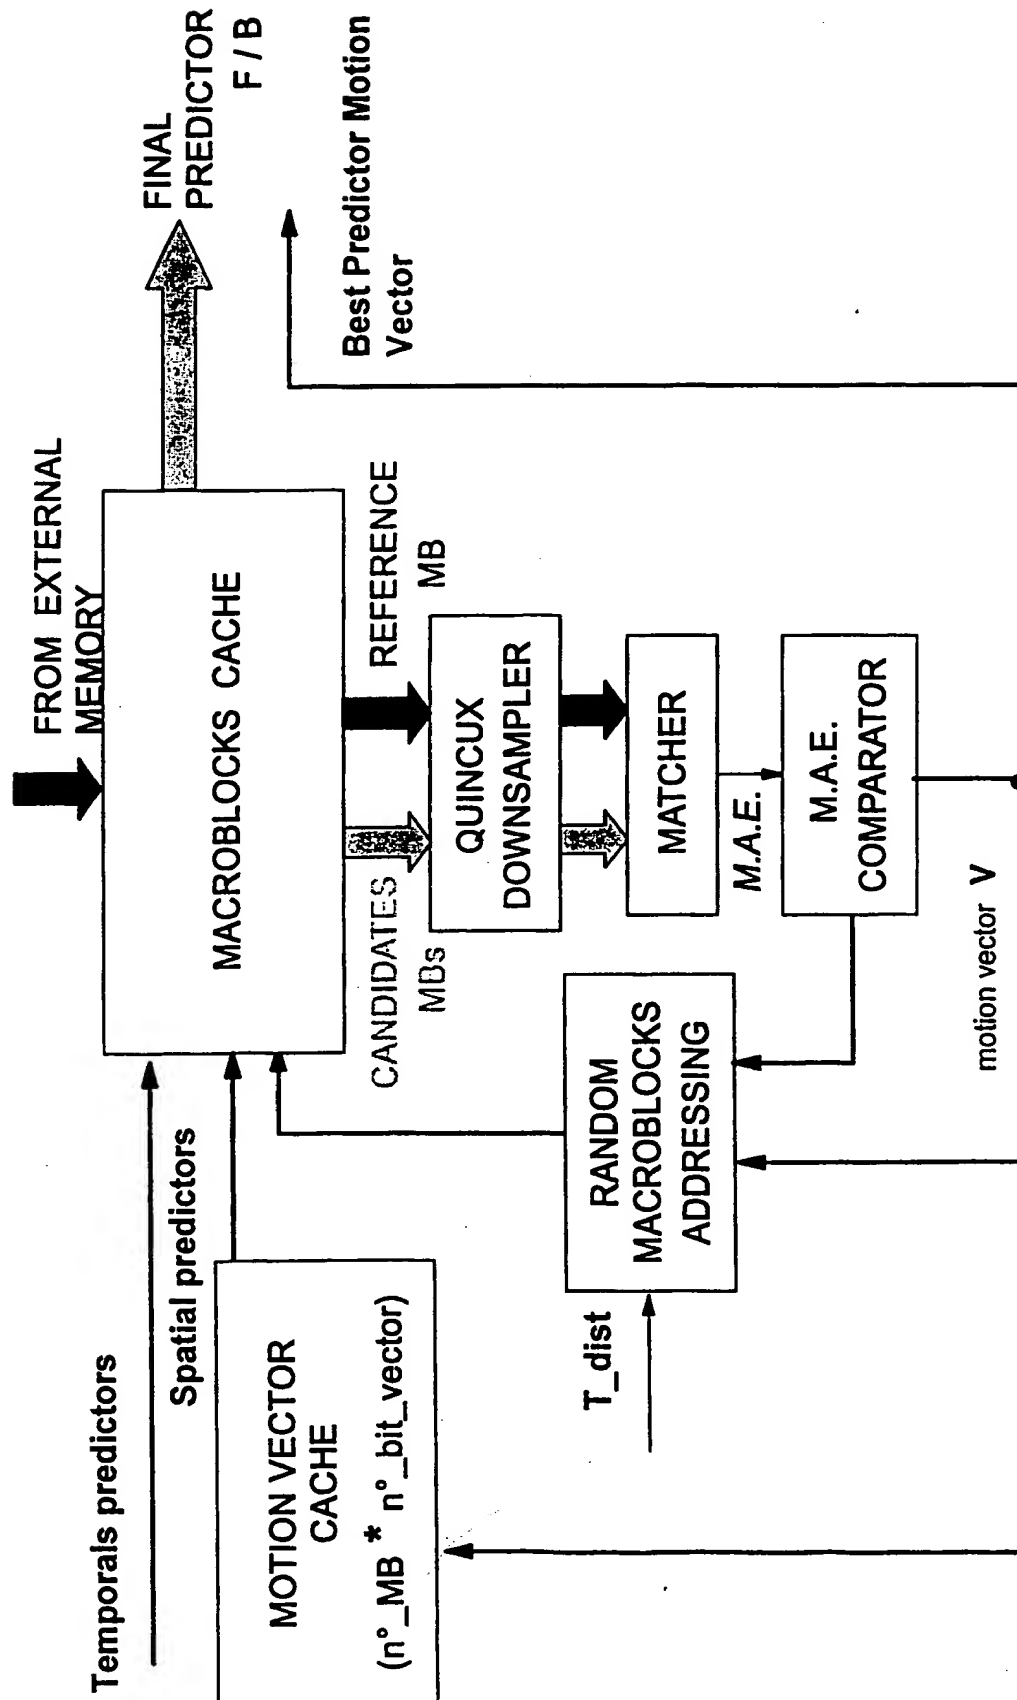 FROM EXTERNAL
MEMORY
FINAL
PREDICTOR
F / B
Best Predictor Motion
Vector
MACROBLOCKS CACHE
REFERENCE
MB
CANDIDATES
MBs
QUINCUX
DOWNSAMPLER
MATCHER
M.A.E.
M.A.E.
COMPARATOR
motion vector V
RANDOM
MACROBLOCKS
ADDRESSING
T_dist
Temporals predictors
Spatial predictors
MOTION VECTOR
CACHE
(n°_MB * n°_bit_vector)